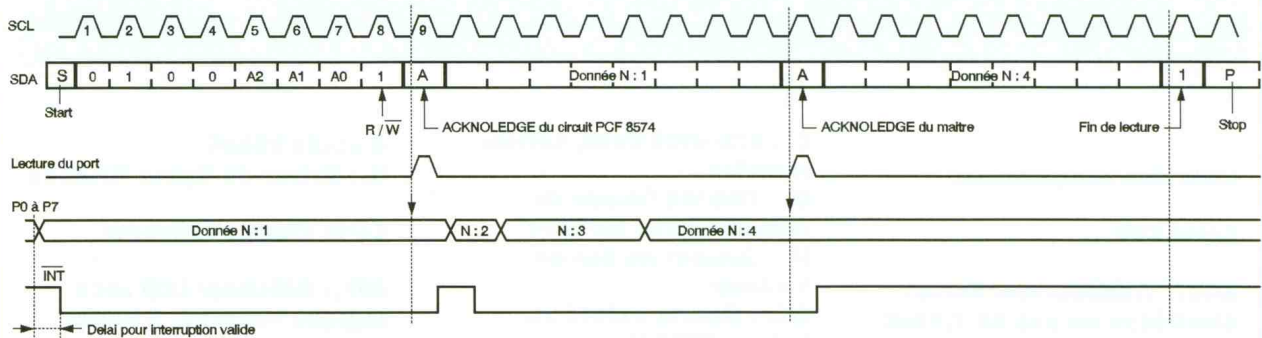 SCL 1 2 3 4 5 6 7 8 9
SDA S 0 1 0 0 A2 A1 A0 1 A Donnée N : 1 A Donnée N : 4 1 P
Start R / W ACKNOLEDGE du circuit PCF 8574 ACKNOLEDGE du maitre Fin de lecture Stop
Lecture du port
P0 à P7
Donnée N : 1 N : 2 N : 3 Donnée N : 4
INT
Delai pour interruption valide